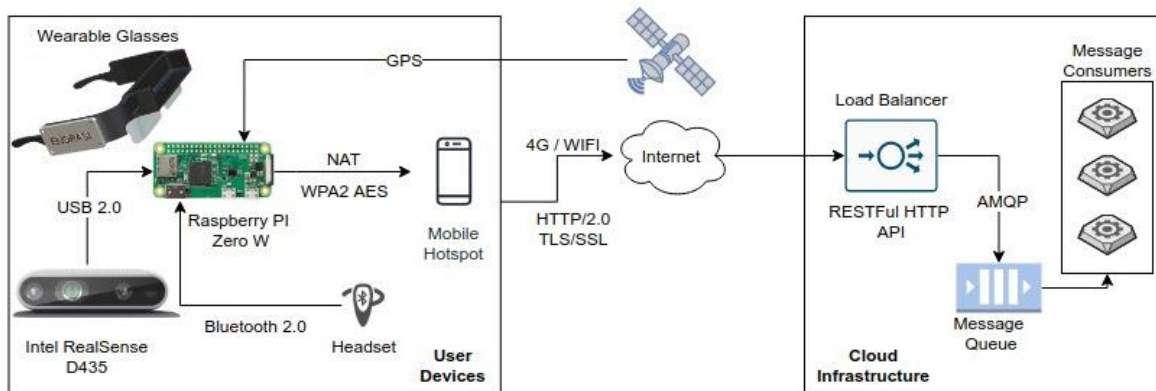 Wearable Glasses
GPS
USB 2.0
NAT
WPA2 AES
Raspberry PI
Zero W
Mobile
Hotspot
Intel RealSense
D435
Bluetooth 2.0
Headset
User
Devices
4G / WIFI
HTTP/2.0
TLS/SSL
Internet
Load Balancer
RESTFul HTTP
API
AMQP
Message
Queue
Message
Consumers
Cloud
Infrastructure